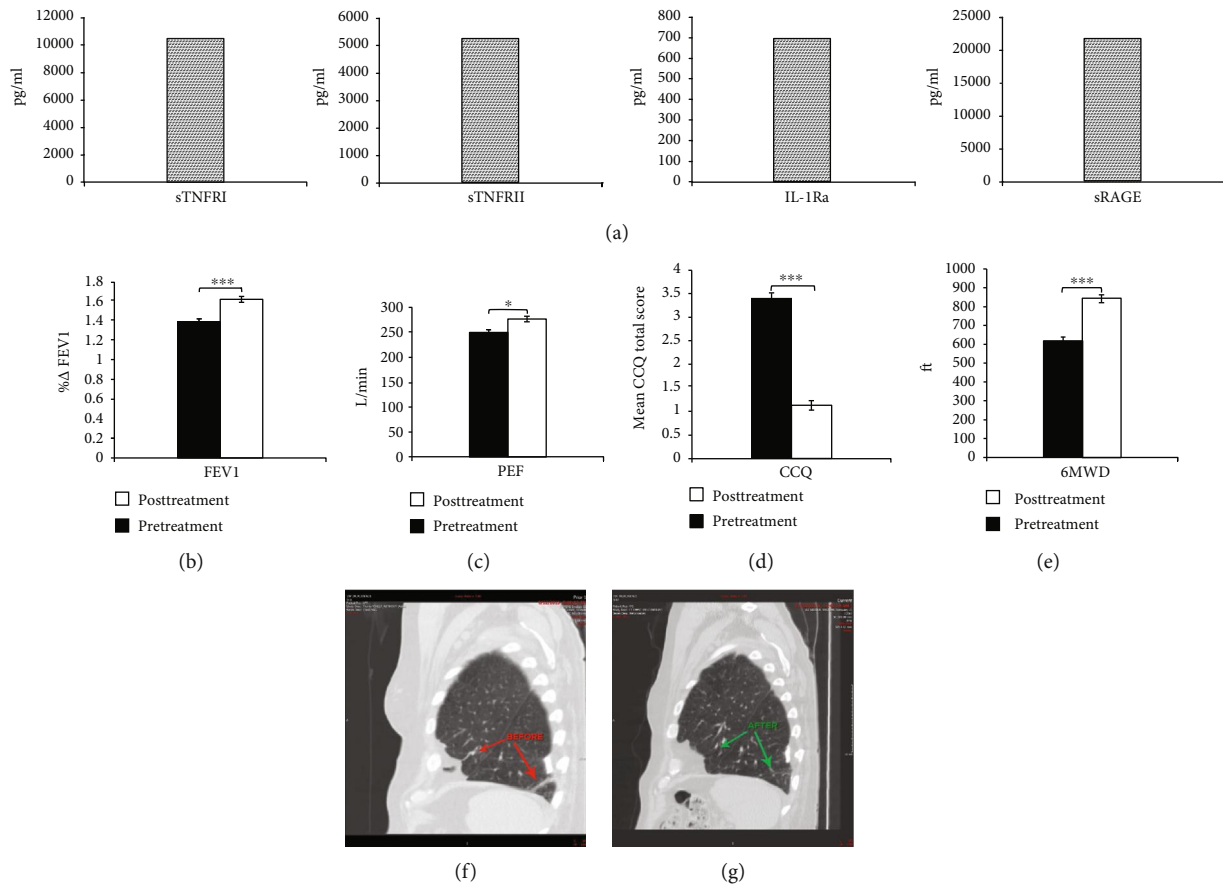 12000
10000
8000
6000
4000
2000
0
pg/ml
sTNFRI
6000
5000
4000
3000
2000
1000
0
pg/ml
sTNFRII
800
700
600
500
400
300
200
100
0
pg/ml
IL-1Ra
25000
20000
15000
10000
5000
0
pg/ml
sRAGE
(a)
1.8
1.6
1.4
1.2
1
0.8
0.6
0.4
0.2
0
%Δ FEV1
***
FEV1
Posttreatment
Pretreatment
(b)
300
250
200
150
100
50
0
L/min
*
PEF
Posttreatment
Pretreatment
(c)
4
3.5
3
2.5
2
1.5
1
0.5
0
Mean CCQ total score
***
CCQ
Posttreatment
Pretreatment
(d)
1000
900
800
700
600
500
400
300
200
100
0
ft
***
6MWD
Posttreatment
Pretreatment
(e)
BEFORE
(f)
Current
AFTER
(g)